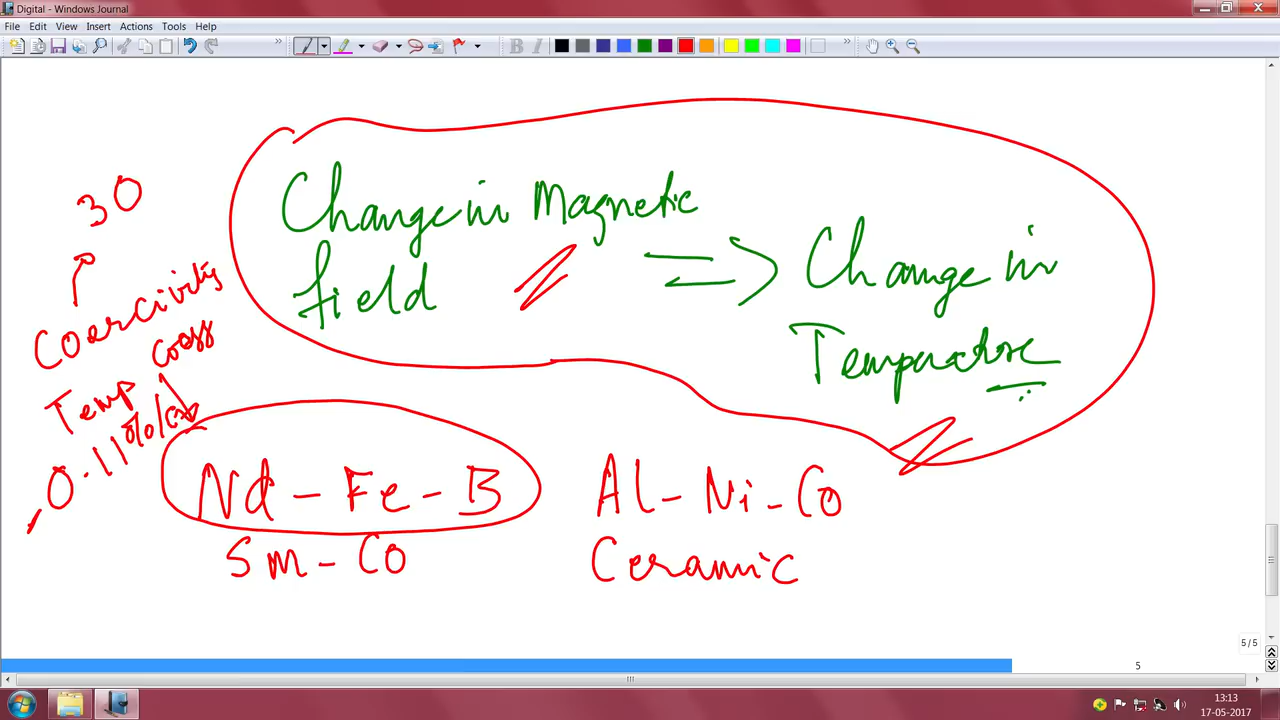 Digital - Windows Journal
File Edit View Insert Actions Tools Help
30
Change in Magnetic
field
Change in
Temperature
Coercivity
Temp coeff
0.11%/
Nd - Fe - B
Al - Ni - Co
Sm - Co
Ceramic
5/5
5
13:13
17-05-2017